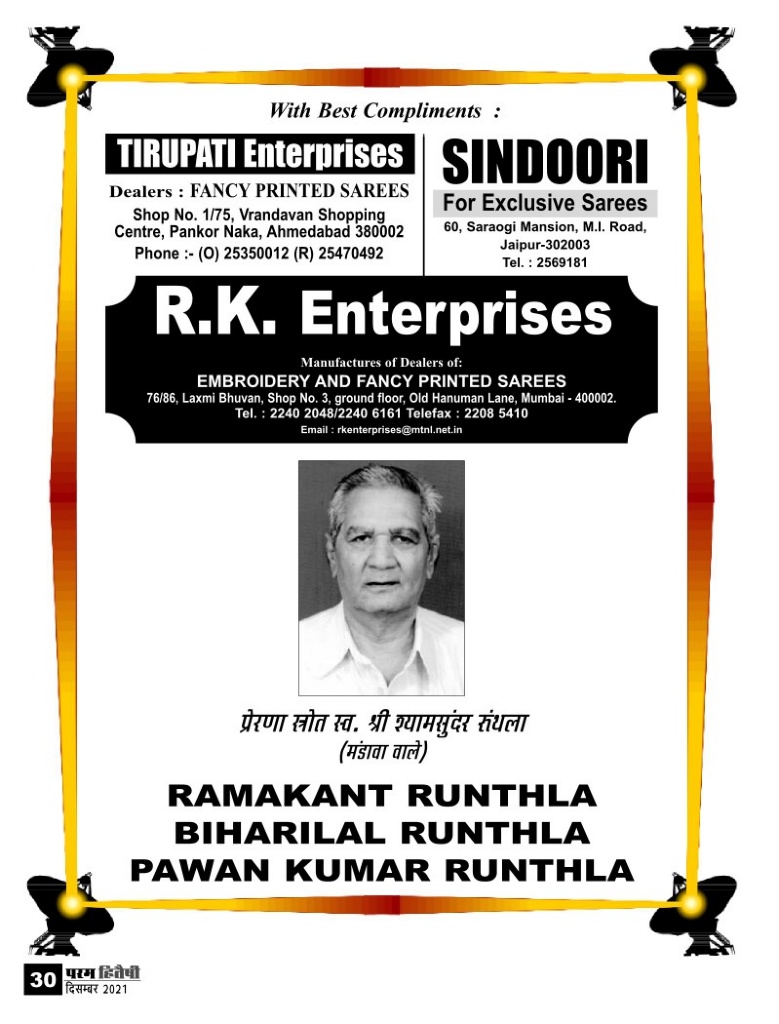 With Best Compliments :
TIRUPATI Enterprises
Dealers : FANCY PRINTED SAREES
Shop No. 1/75, Vrandavan Shopping
Centre, Pankor Naka, Ahmedabad 380002
Phone :- (O) 25350012 (R) 25470492
SINDOORI
For Exclusive Sarees
60, Saraogi Mansion, M.I. Road,
Jaipur-302003
Tel. : 2569181
R.K. Enterprises
Manufactures of Dealers of:
EMBROIDERY AND FANCY PRINTED SAREES
76/86, Laxmi Bhuvan, Shop No. 3, ground floor, Old Hanuman Lane, Mumbai - 400002.
Tel. : 2240 2048/2240 6161 Telefax : 2208 5410
Email : rkenterprises@mtnl.net.in
प्रेरणा स्त्रोत स्व. श्री श्यामसुंदर रुंथला
(मंडावा वाले)
RAMAKANT RUNTHLA
BIHARILAL RUNTHLA
PAWAN KUMAR RUNTHLA
30 परम हितैषी
दिसम्बर 2021